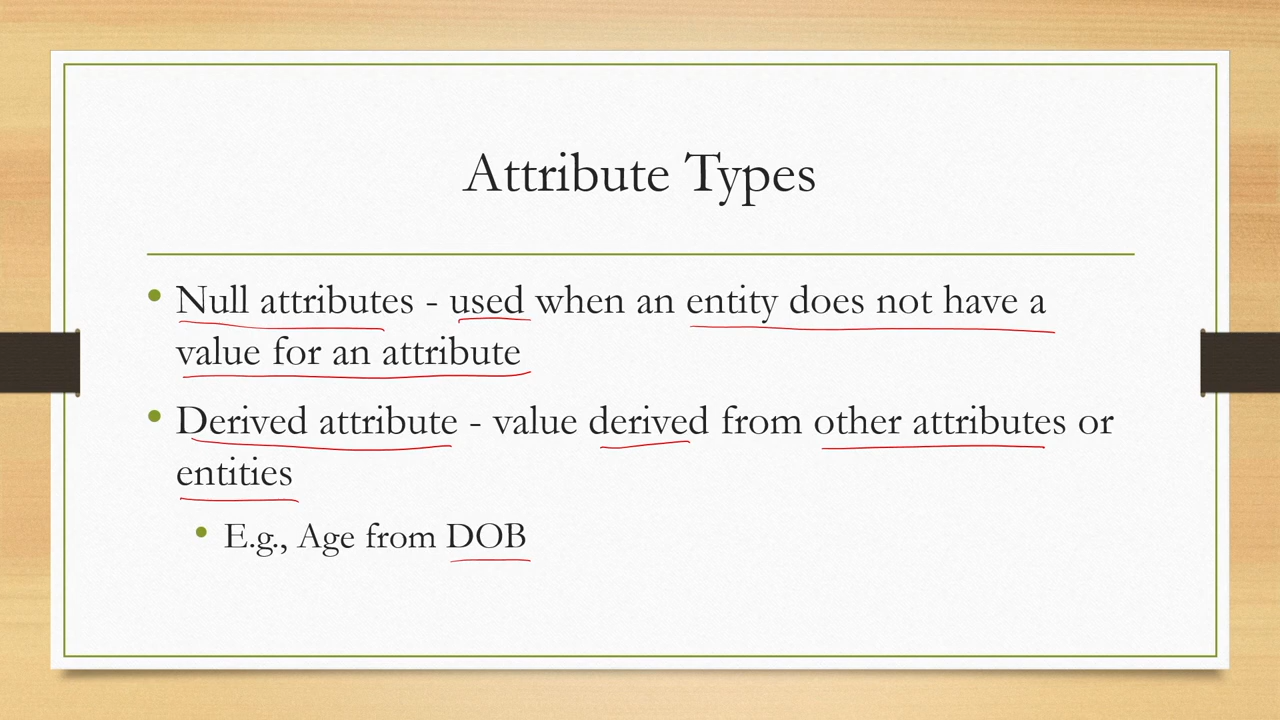 Attribute Types
• Null attributes - used when an entity does not have a
value for an attribute
• Derived attribute - value derived from other attributes or
entities
• E.g., Age from DOB